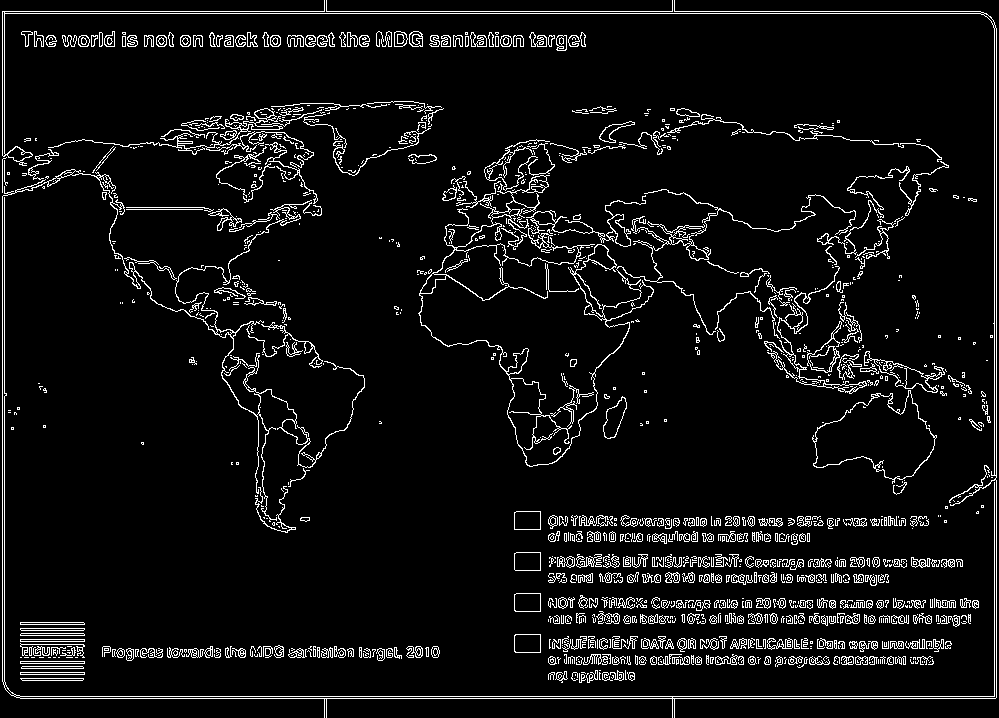 The world is not on track to meet the MDG sanitation target
ON TRACK: Coverage rate in 2010 was >95% or was within 5%
of the 2010 rate required to meet the target
PROGRESS BUT INSUFFICIENT: Coverage rate in 2010 was between
5% and 10% of the 2010 rate required to meet the target
NOT ON TRACK: Coverage rate in 2010 was the same or lower than the
rate in 1990 or below 10% of the 2010 rate required to meet the target
INSUFFICIENT DATA OR NOT APPLICABLE: Data were unavailable
or insufficient to estimate trends or a progress assessment was
not applicable
FIGURE
Progress towards the MDG sanitation target, 2010